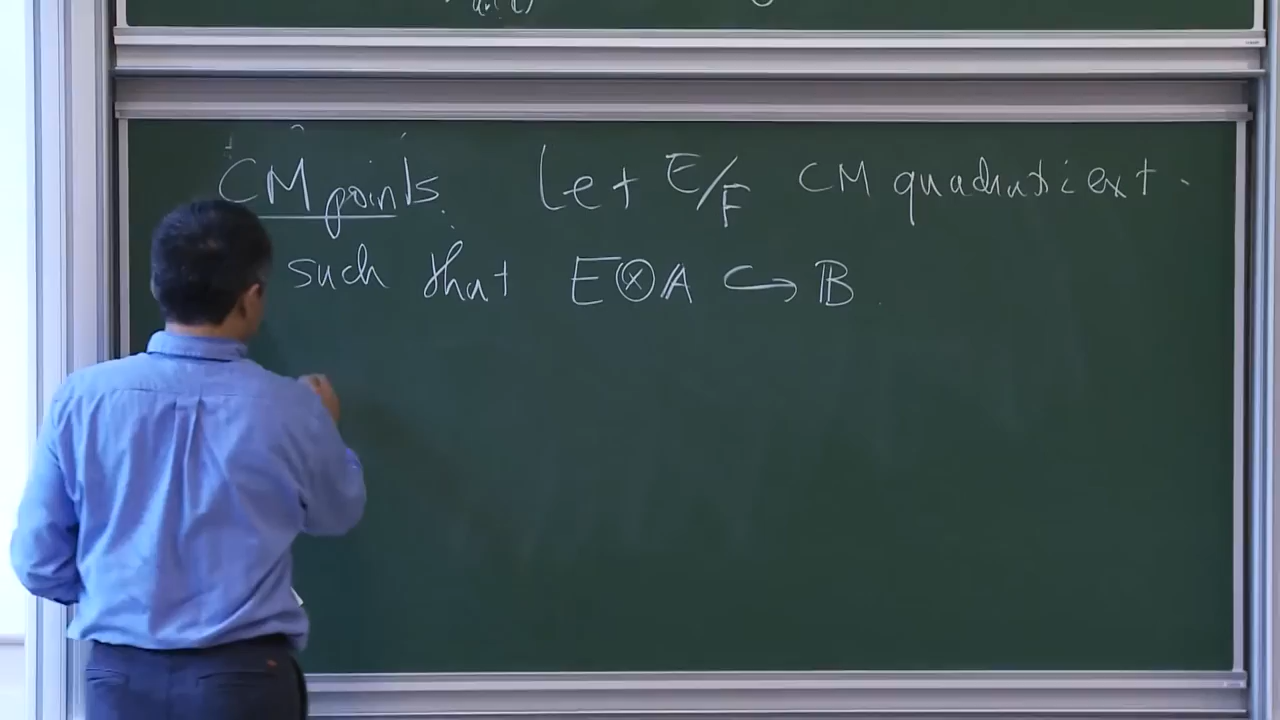 CM points. Let E/F CM quadratic ext.
such that E⊗𝔸 ↪ 𝔹.